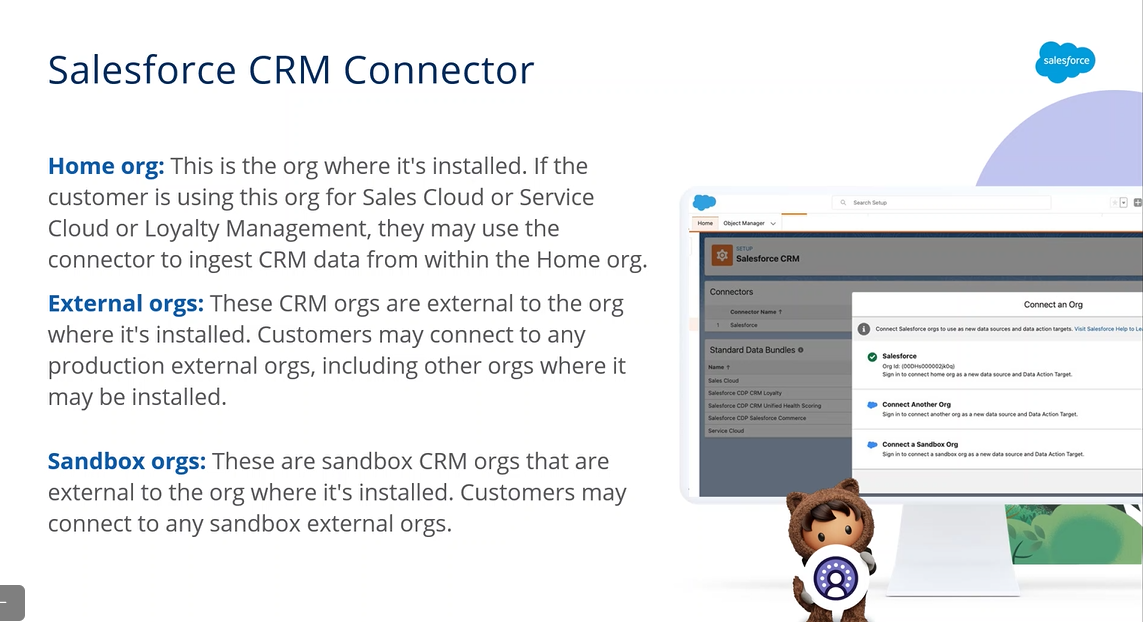 Salesforce CRM Connector
salesforce
Home org: This is the org where it's installed. If the
customer is using this org for Sales Cloud or Service
Cloud or Loyalty Management, they may use the
connector to ingest CRM data from within the Home org.
External orgs: These CRM orgs are external to the org
where it's installed. Customers may connect to any
production external orgs, including other orgs where it
may be installed.
Sandbox orgs: These are sandbox CRM orgs that are
external to the org where it's installed. Customers may
connect to any sandbox external orgs.
Search Setup
Home Object Manager
SETUP
Salesforce CRM
Connectors
Connector Name ↑
1 Salesforce
Standard Data Bundles
Name ↑
Sales Cloud
Salesforce CDP CRM Loyalty
Salesforce CDP CRM Unified Health Scoring
Salesforce CDP Salesforce Commerce
Service Cloud
Connect an Org
Connect Salesforce orgs to use as new data sources and data action targets. Visit Salesforce Help to Le
Salesforce
Sign in to connect home org as a new data source and Data Action Target.
Connect Another Org
Sign in to connect another org as a new data source and Data Action Target.
Connect a Sandbox Org
Sign in to connect a sandbox org as a new data source and Data Action Target.